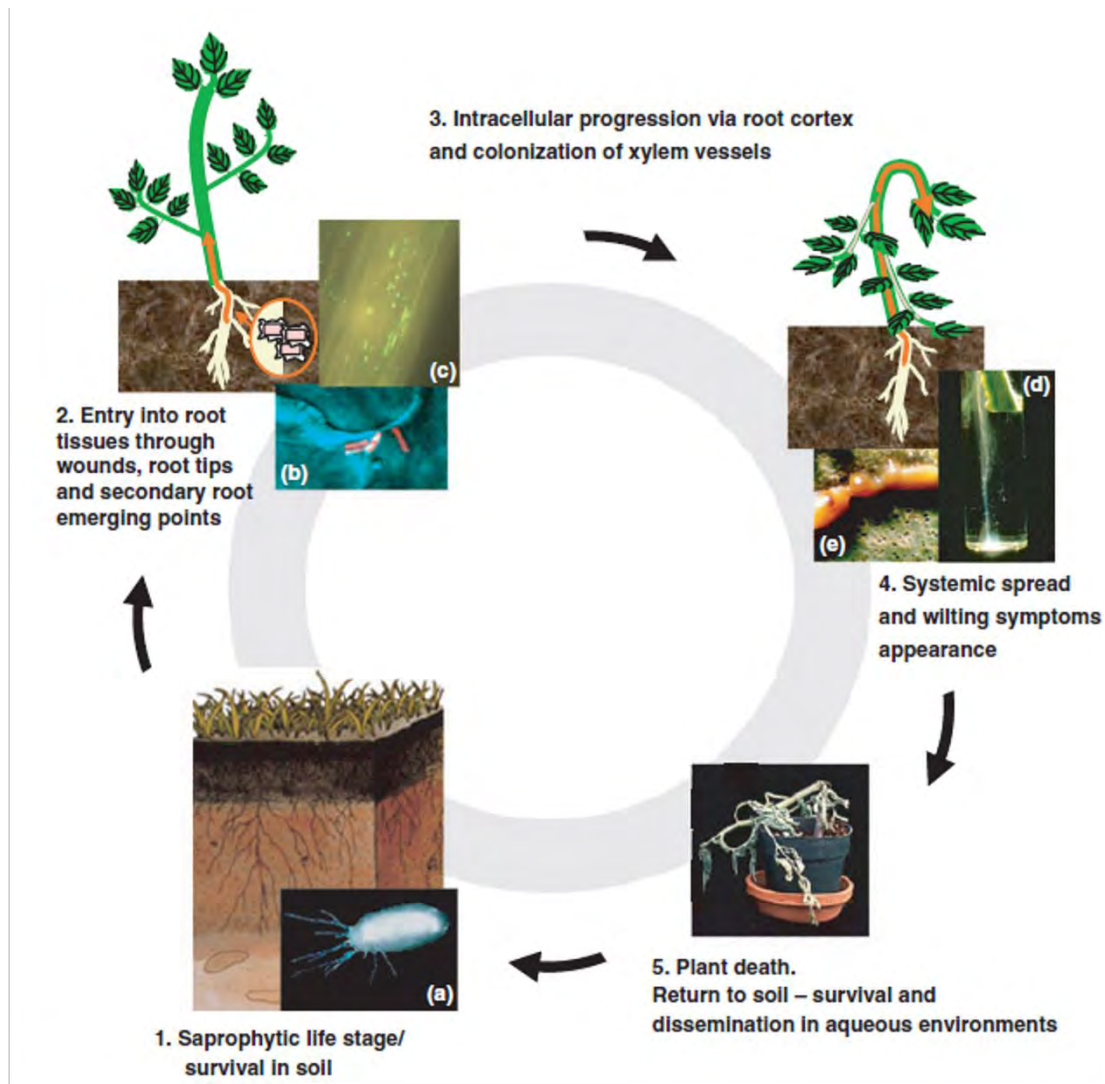 3. Intracellular progression via root cortex
and colonization of xylem vessels
(c)
(b)
2. Entry into root
tissues through
wounds, root tips
and secondary root
emerging points
(d)
(e)
4. Systemic spread
and wilting symptoms
appearance
(a)
1. Saprophytic life stage/
survival in soil
5. Plant death.
Return to soil – survival and
dissemination in aqueous environments